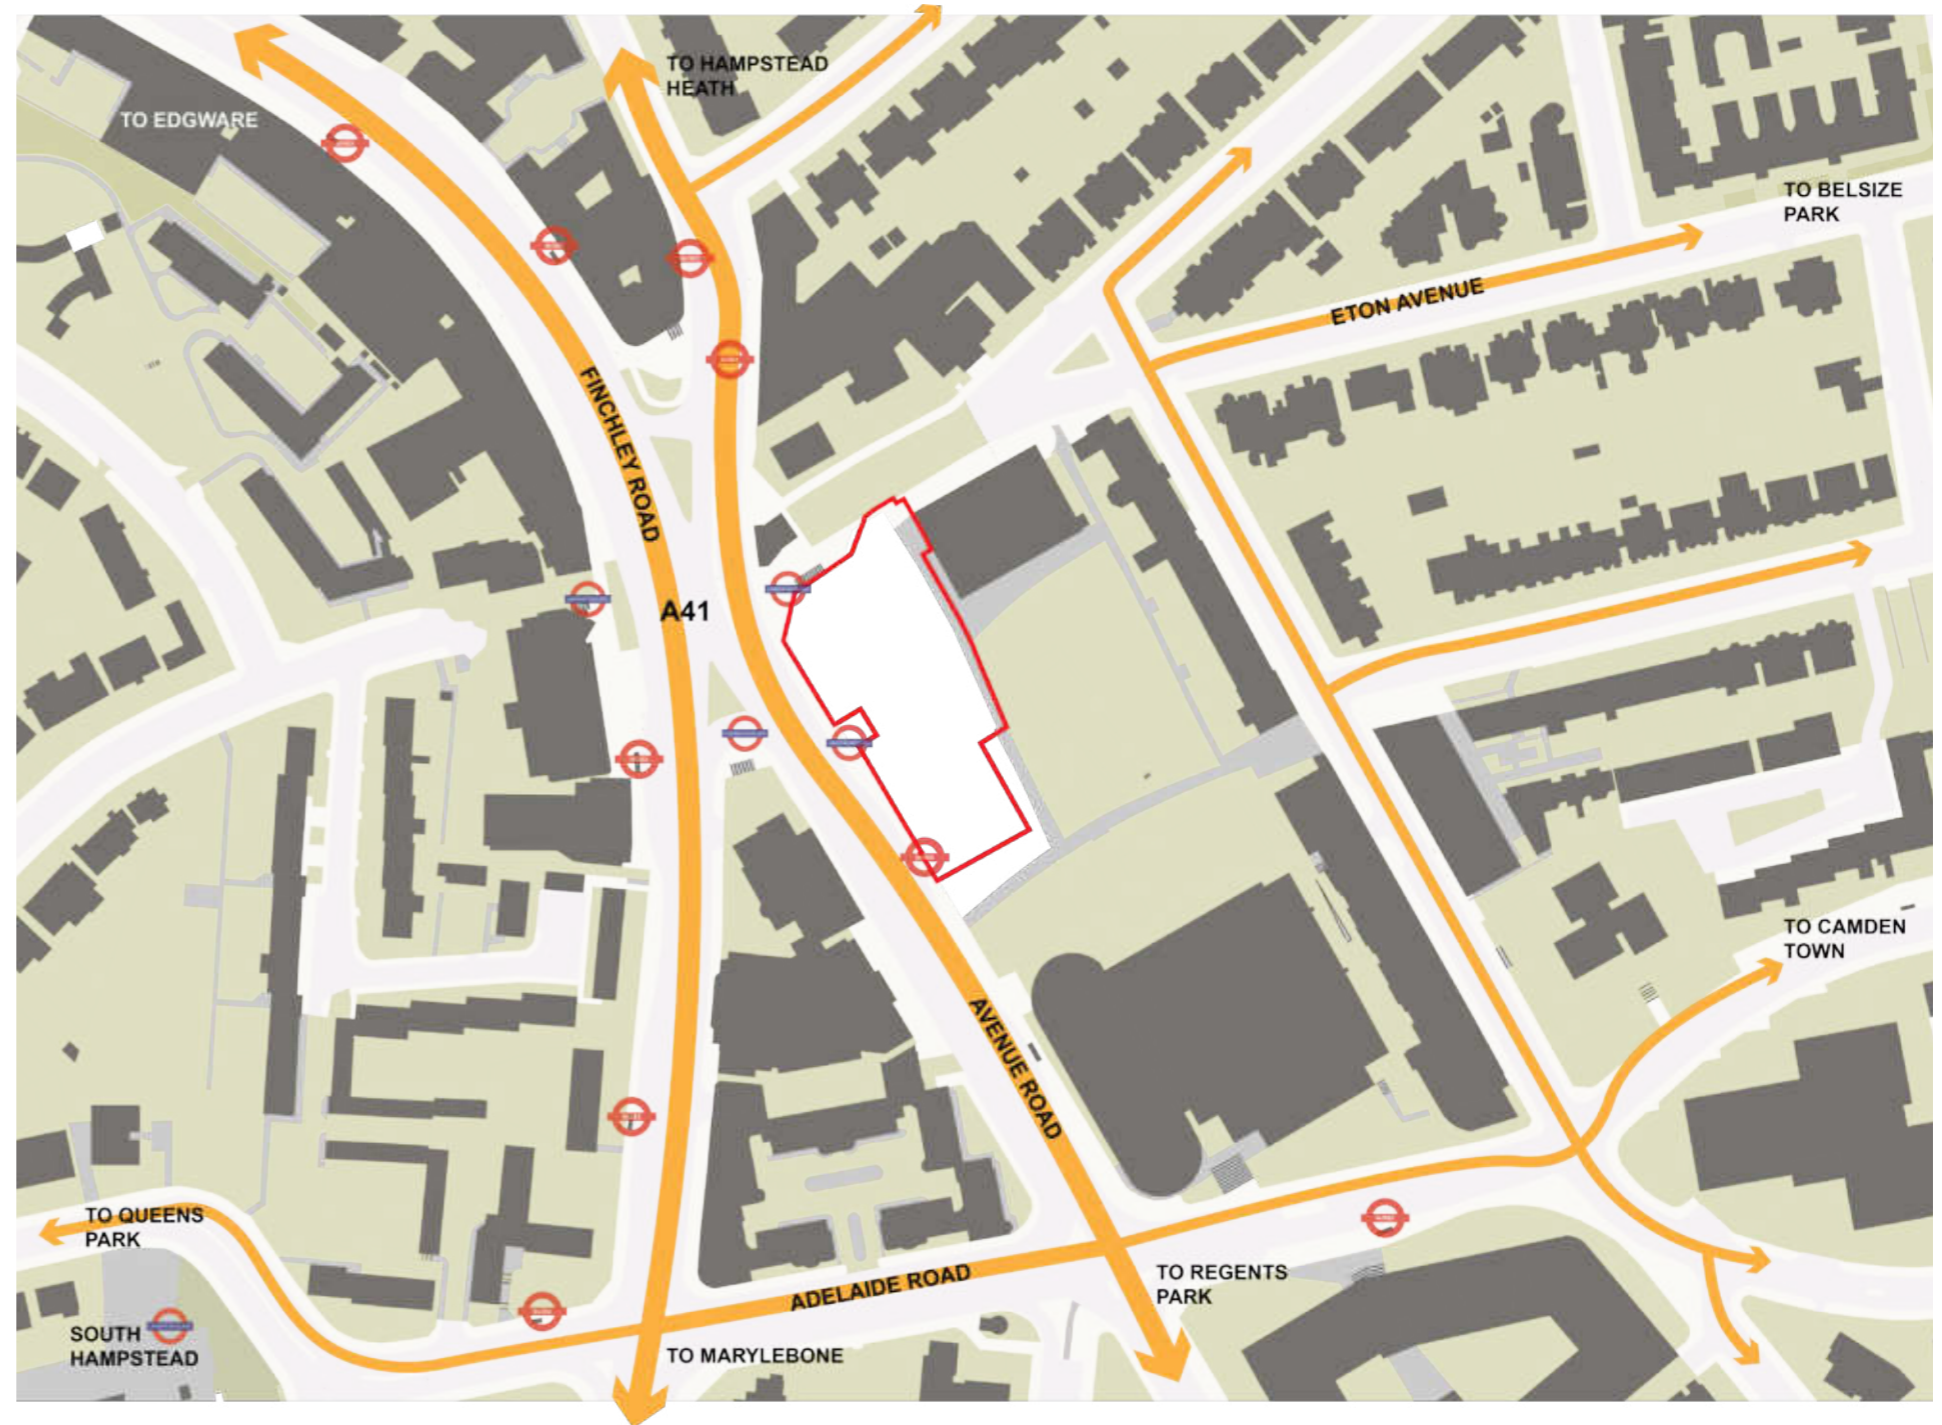 TO HAMPSTEAD
HEATH
TO EDGWARE
TO BELSIZE
PARK
ETON AVENUE
FINCHLEY ROAD
A41
TO CAMDEN
TOWN
AVENUE ROAD
TO QUEENS
PARK
ADELAIDE ROAD
TO REGENTS
PARK
SOUTH
HAMPSTEAD
TO MARYLEBONE